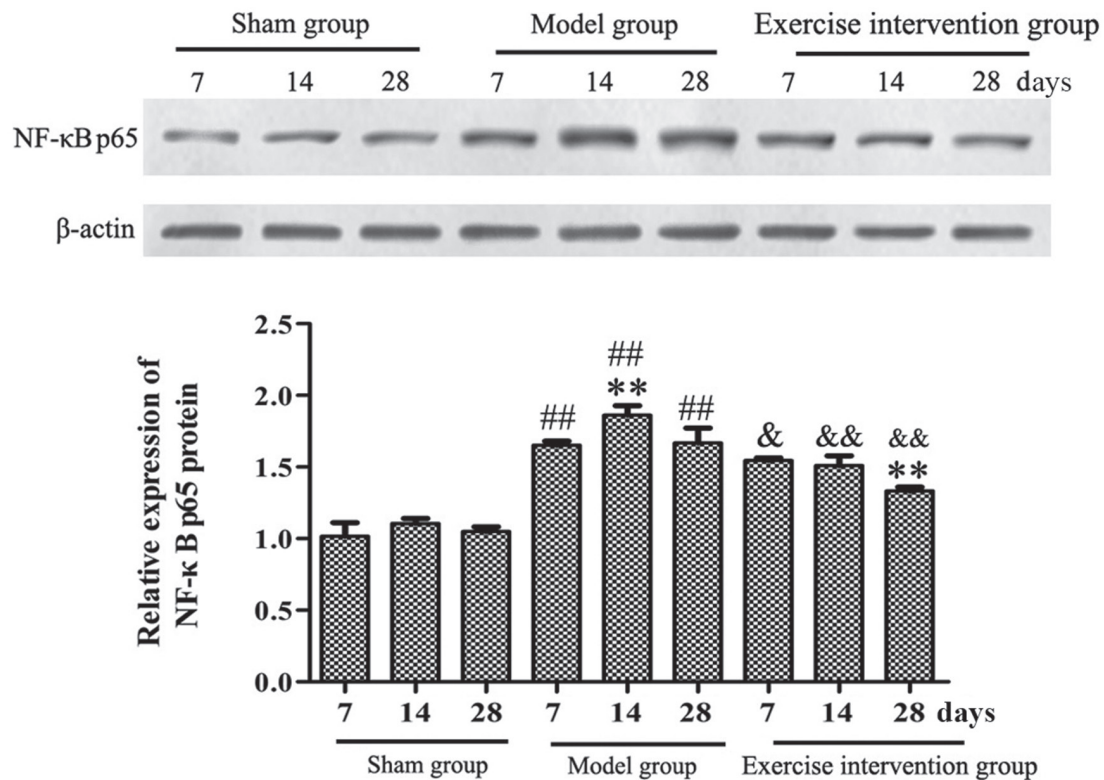 Sham group Model group Exercise intervention group
7 14 28 7 14 28 7 14 28 days
NF-κB p65
β-actin
Relative expression of
NF-κ B p65 protein
2.5
2.0
1.5
1.0
0.5
0.0
##
**
##
##
&
&&
&&
**
7 14 28 7 14 28 7 14 28 days
Sham group Model group Exercise intervention group